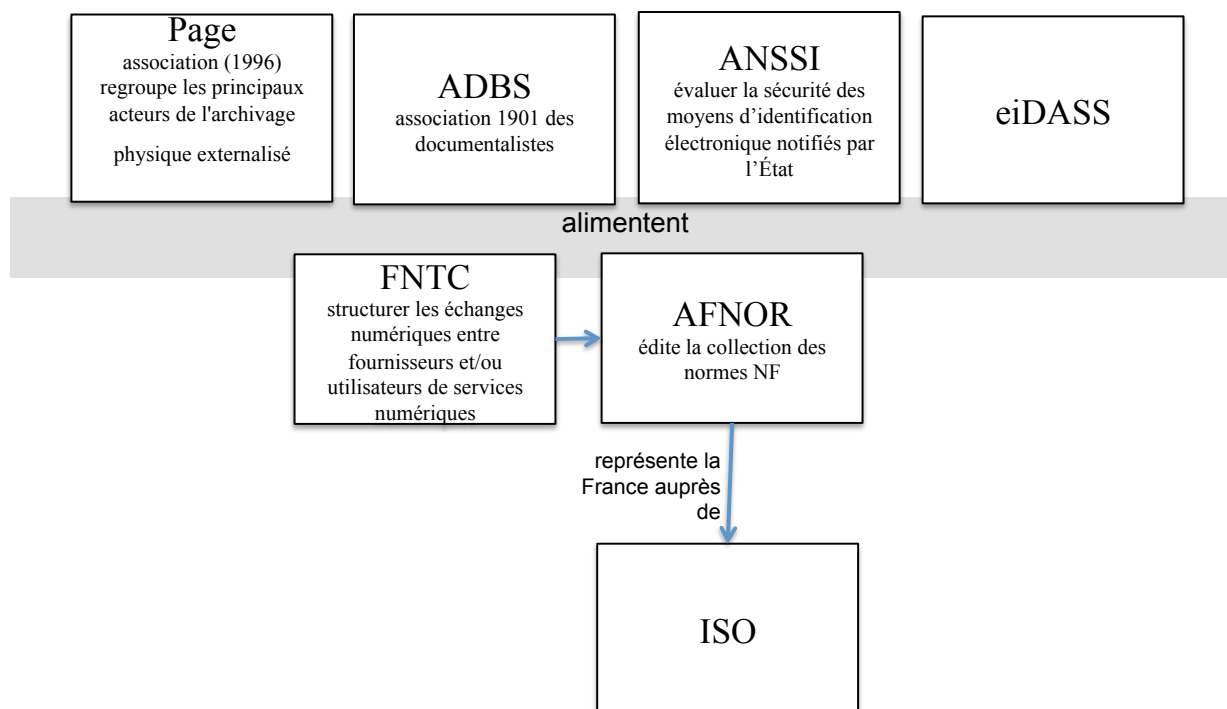 Page
association (1996)
regroupe les principaux
acteurs de l'archivage
physique externalisé
ADBS
association 1901 des
documentalistes
ANSSI
évaluer la sécurité des
moyens d’identification
électronique notifiés par
l’État
eiDASS
alimentent
FNTC
structurer les échanges
numériques entre
fournisseurs et/ou
utilisateurs de services
numériques
AFNOR
édite la collection des
normes NF
représente la
France auprès
de
ISO